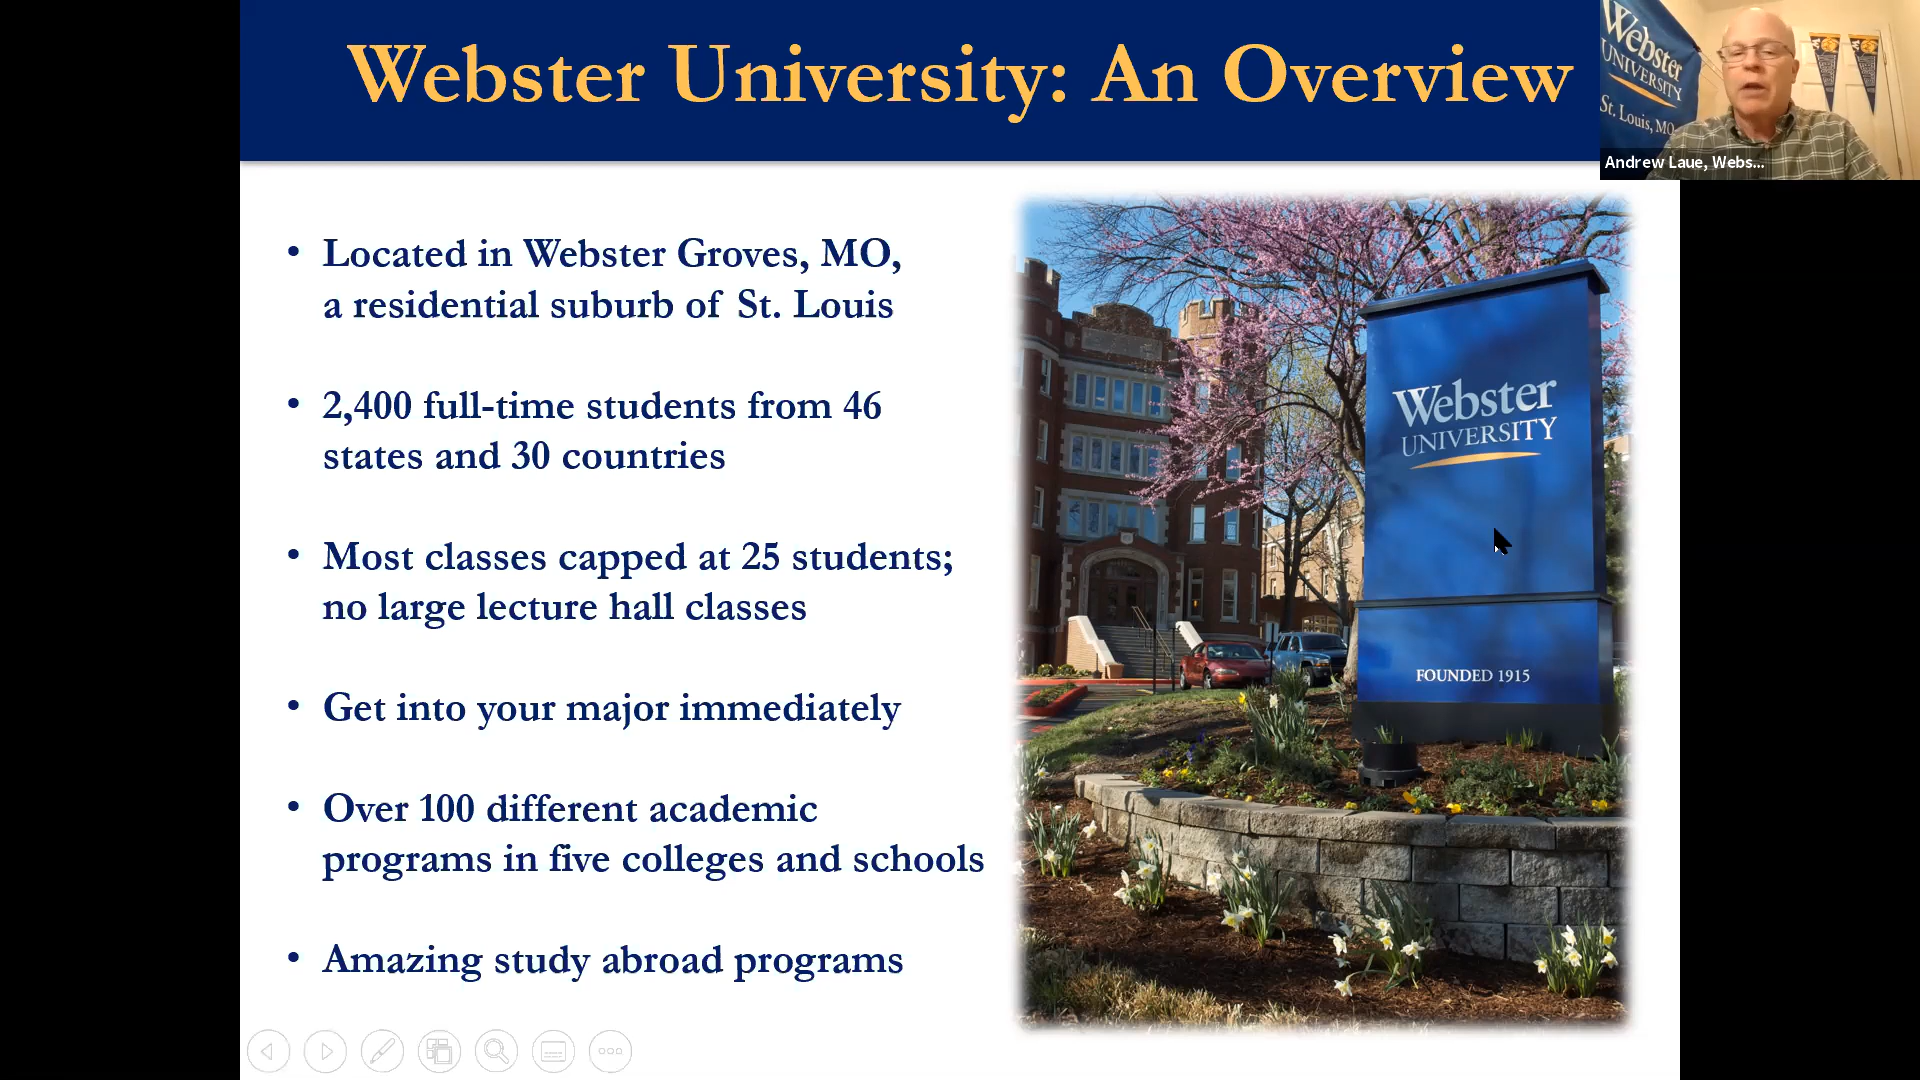 Webster University: An Overview
Webster
UNIVERSITY
St. Louis, MO
Andrew Laue, Webs...
• Located in Webster Groves, MO,
a residential suburb of St. Louis
• 2,400 full-time students from 46
states and 30 countries
• Most classes capped at 25 students;
no large lecture hall classes
• Get into your major immediately
• Over 100 different academic
programs in five colleges and schools
• Amazing study abroad programs
Webster
UNIVERSITY
FOUNDED 1915